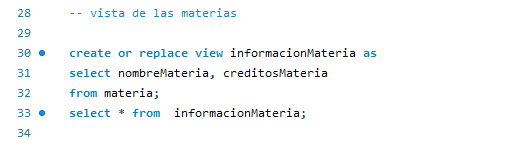 28 -- vista de las materias
29
30 create or replace view informacionMateria as
31 select nombreMateria, creditosMateria
32 from materia;
33 select * from  informacionMateria;
34